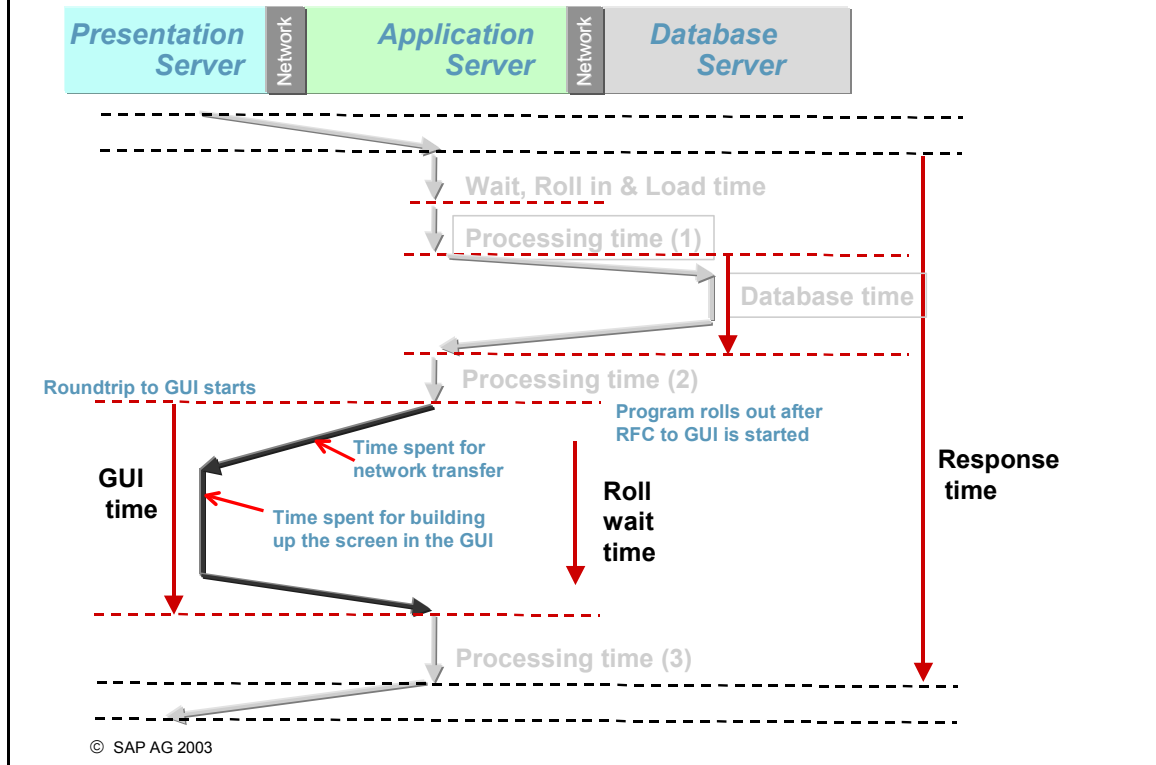 Presentation
Server
Network
Application
Server
Network
Database
Server
Wait, Roll in & Load time
Processing time (1)
Database time
Processing time (2)
Roundtrip to GUI starts
Program rolls out after
RFC to GUI is started
Time spent for
network transfer
GUI
time
Time spent for building
up the screen in the GUI
Roll
wait
time
Response
time
Processing time (3)
© SAP AG 2003